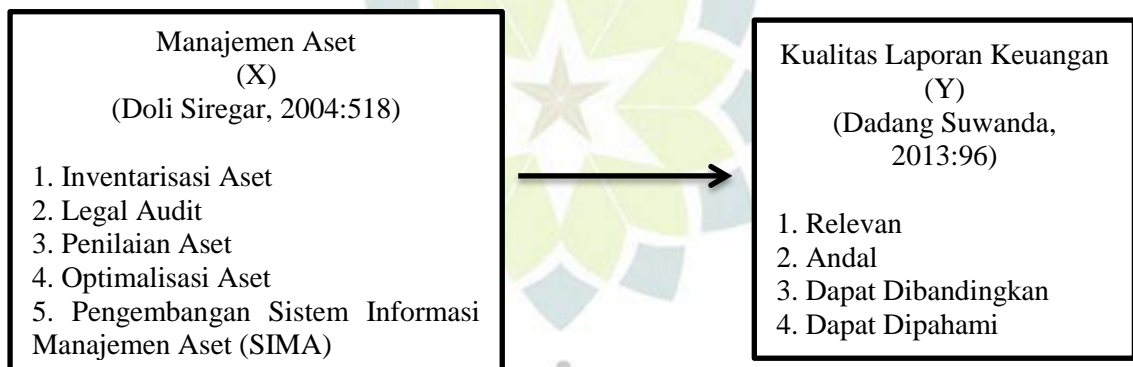 Manajemen Aset
(X)
(Doli Siregar, 2004:518)
1. Inventarisasi Aset
2. Legal Audit
3. Penilaian Aset
4. Optimalisasi Aset
5. Pengembangan Sistem Informasi
Manajemen Aset (SIMA)
Kualitas Laporan Keuangan
(Y)
(Dadang Suwanda,
2013:96)
1. Relevan
2. Andal
3. Dapat Dibandingkan
4. Dapat Dipahami